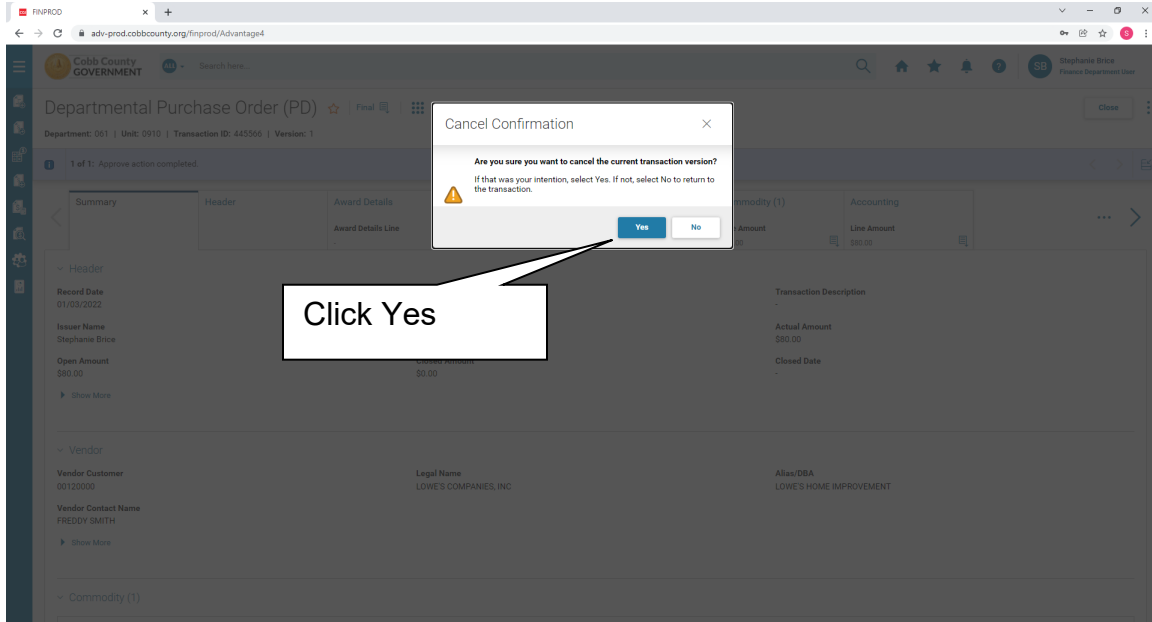 FINPROD
adv-prod.cobbcounty.org/finprod/Advantage4
S
Cobb County
GOVERNMENT
Search here...
SB
Stephanie Brice
Finance Department User
Departmental Purchase Order (PD)
Final
Close
Department: 081 | Unit: 0910 | Transaction ID: 445566 | Version: 1
1 of 1: Approve action completed.
Cancel Confirmation
Are you sure you want to cancel the current transaction version?
If that was your intention, select Yes. If not, select No to return to
the transaction.
Yes
No
Summary
Header
Award Details
Award Details Line
-
mmodity (1)
Amount
Accounting
Line Amount
$80.00
Header
Record Date
01/03/2022
Transaction Description
-
Issuer Name
Stephanie Brice
Actual Amount
$80.00
Open Amount
$80.00
Closed Amount
$0.00
Closed Date
-
Show More
Click Yes
Vendor
Vendor Customer
00120000
Legal Name
LOWE'S COMPANIES, INC
Alias/DBA
LOWE'S HOME IMPROVEMENT
Vendor Contact Name
FREDDY SMITH
Show More
Commodity (1)